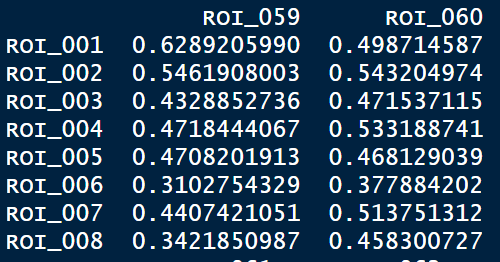 ROI_059 ROI_060
ROI_001 0.6289205990 0.498714587
ROI_002 0.5461908003 0.543204974
ROI_003 0.4328852736 0.471537115
ROI_004 0.4718444067 0.533188741
ROI_005 0.4708201913 0.468129039
ROI_006 0.3102754329 0.377884202
ROI_007 0.4407421051 0.513751312
ROI_008 0.3421850987 0.458300727